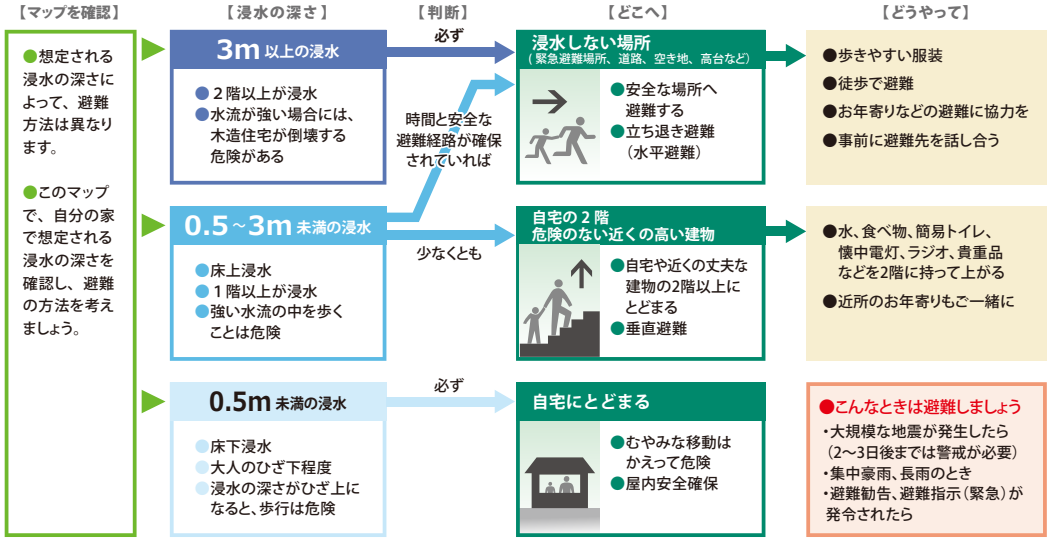 【マップを確認】
【浸水の深さ】
【判断】
【どこへ】
【どうやって】
●想定される
浸水の深さに
よって、避難
方法は異なり
ます。
●このマップ
で、自分の家
で想定される
浸水の深さを
確認し、避難
の方法を考え
ましょう。
3m 以上の浸水
●２階以上が浸水
●水流が強い場合には、
木造住宅が倒壊する
危険がある
必ず
時間と安全な
避難経路が確保
されていれば
浸水しない場所
(緊急避難場所、道路、空き地、高台など)
●安全な場所へ
避難する
●立ち退き避難
（水平避難）
●歩きやすい服装
●徒歩で避難
●お年寄りなどの避難に協力を
●事前に避難先を話し合う
0.5～3m 未満の浸水
●床上浸水
●１階以上が浸水
●強い水流の中を歩く
ことは危険
少なくとも
自宅の２階
危険のない近くの高い建物
●自宅や近くの丈夫な
建物の2階以上に
とどまる
●垂直避難
●水、食べ物、簡易トイレ、
懐中電灯、ラジオ、貴重品
などを2階に持って上がる
●近所のお年寄りもご一緒に
0.5m 未満の浸水
●床下浸水
●大人のひざ下程度
●浸水の深さがひざ上に
なると、歩行は危険
必ず
自宅にとどまる
●むやみな移動は
かえって危険
●屋内安全確保
●こんなときは避難しましょう
・大規模な地震が発生したら
（2～3日後までは警戒が必要）
・集中豪雨、長雨のとき
・避難勧告、避難指示（緊急）が
発令されたら